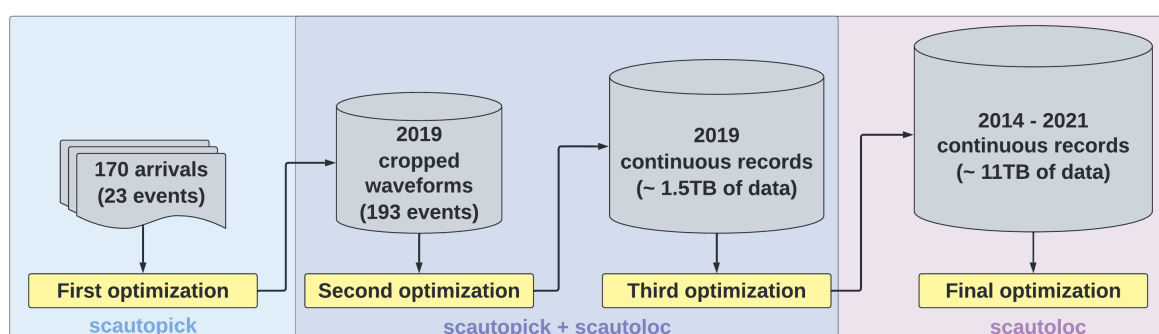 170 arrivals
(23 events)
First optimization
scautopick
2019
cropped
waveforms
(193 events)
Second optimization
2019
continuous records
(~ 1.5TB of data)
Third optimization
scautopick + scautoloc
2014 - 2021
continuous records
(~ 11TB of data)
Final optimization
scautoloc